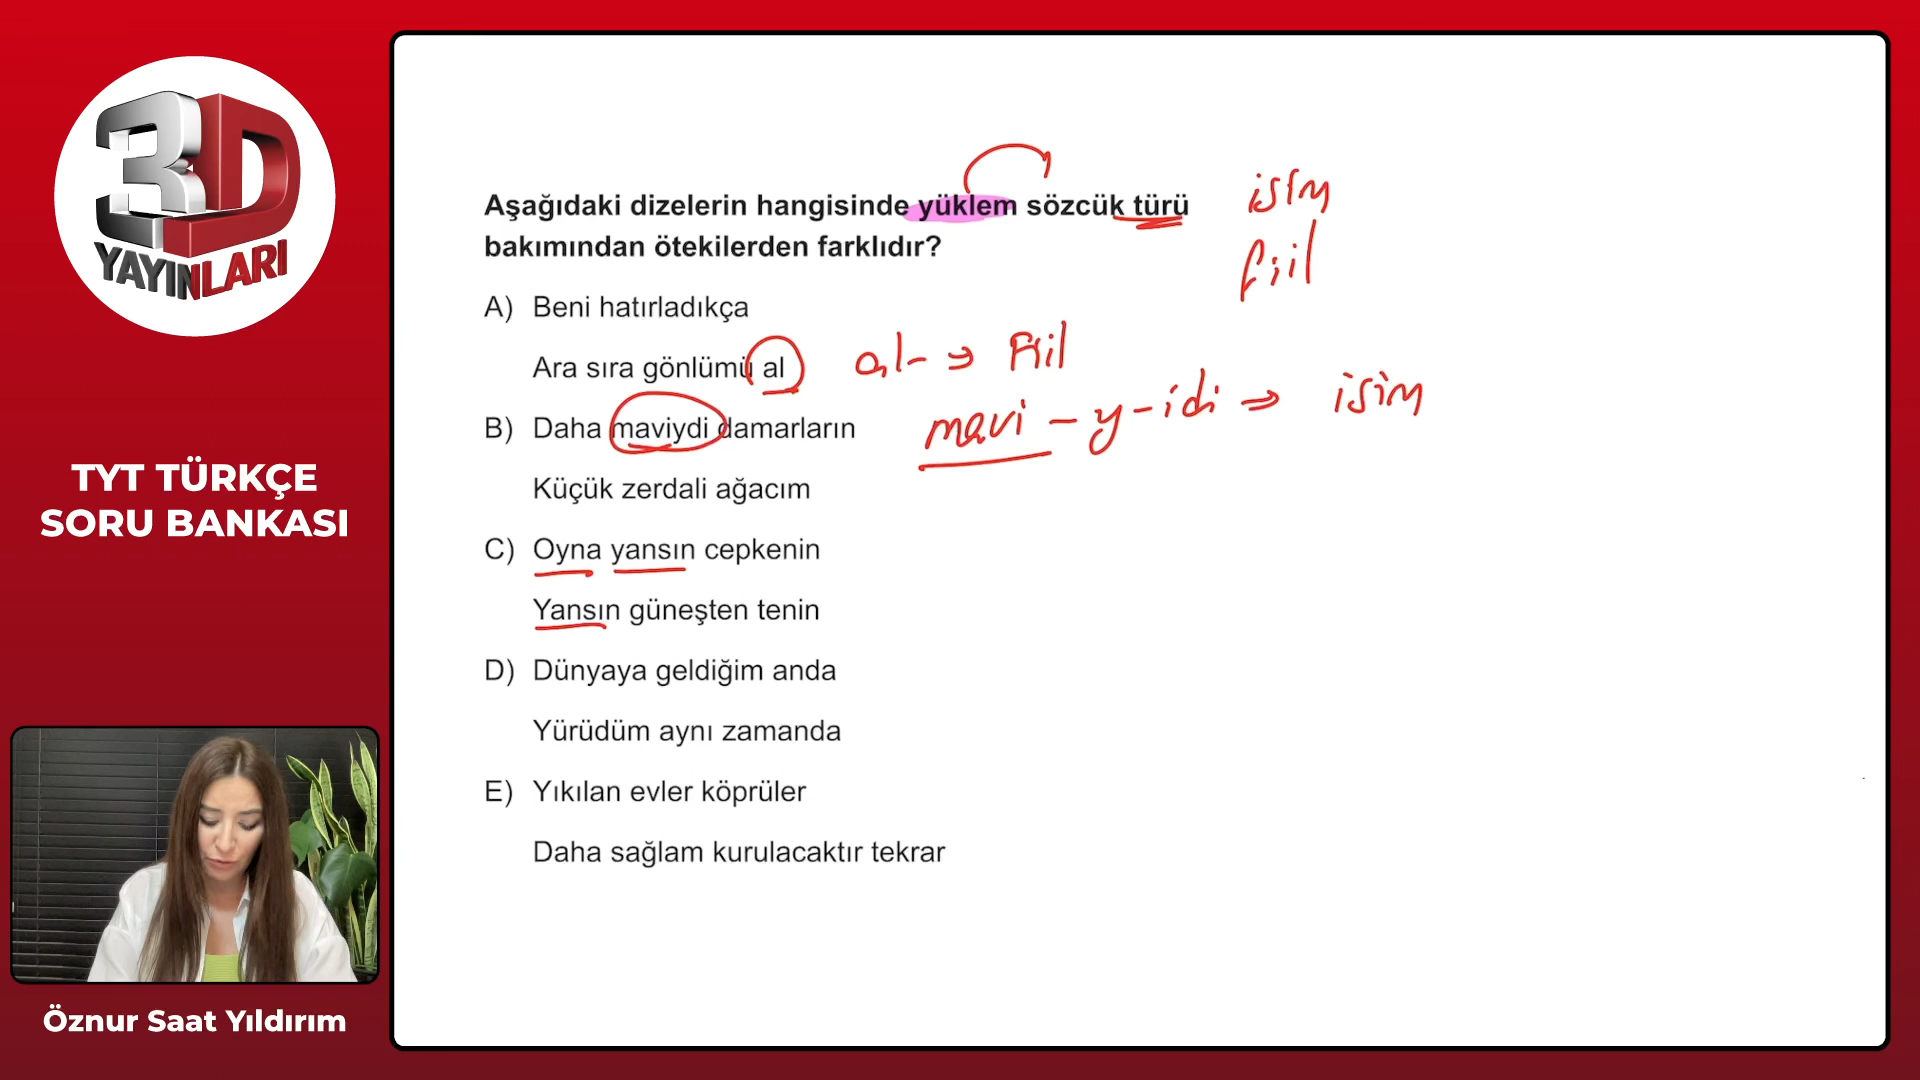 3D
YAYINLARI
TYT TÜRKÇE
SORU BANKASI
Öznur Saat Yıldırım
Aşağıdaki dizelerin hangisinde yüklem sözcük türü
bakımından ötekilerden farklıdır?
isim
fiil
A) Beni hatırladıkça
Ara sıra gönlümü al
al- → Fiil
B) Daha maviydi damarların
mavi - y - idi → isim
Küçük zerdali ağacım
C) Oyna yansın cepkenin
Yansın güneşten tenin
D) Dünyaya geldiğim anda
Yürüdüm aynı zamanda
E) Yıkılan evler köprüler
Daha sağlam kurulacaktır tekrar